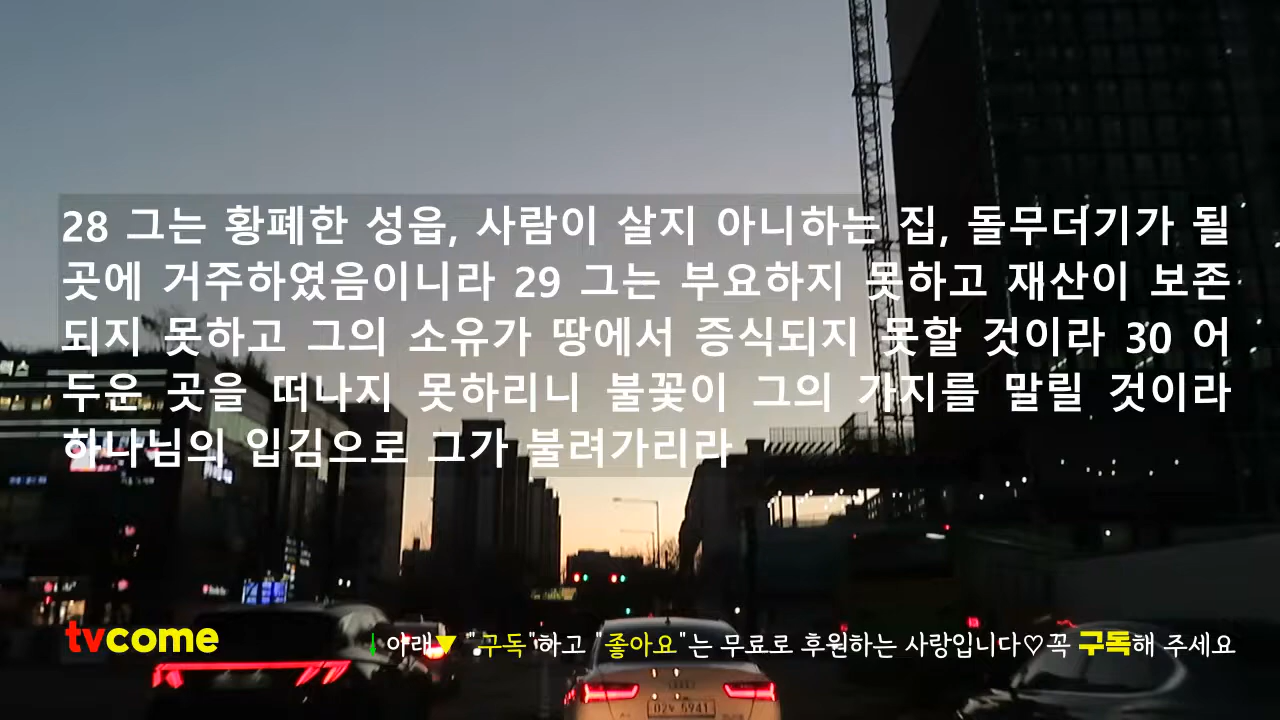 28 그는 황폐한 성읍, 사람이 살지 아니하는 집, 돌무더기가 될
곳에 거주하였음이니라 29 그는 부요하지 못하고 재산이 보존
되지 못하고 그의 소유가 땅에서 증식되지 못할 것이라 30 어
두운 곳을 떠나지 못하리니 불꽃이 그의 가지를 말릴 것이라
하나님의 입김으로 그가 불려가리라
tvcome
↓ 아래▼ "구독"하고 "좋아요"는 무료로 후원하는 사랑입니다♡꼭 구독해 주세요
5941